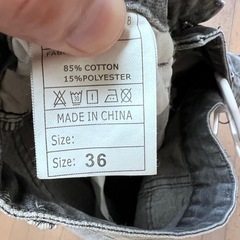 85% COTTON
15%POLYESTER
MADE IN CHINA
Size:
Size: 36